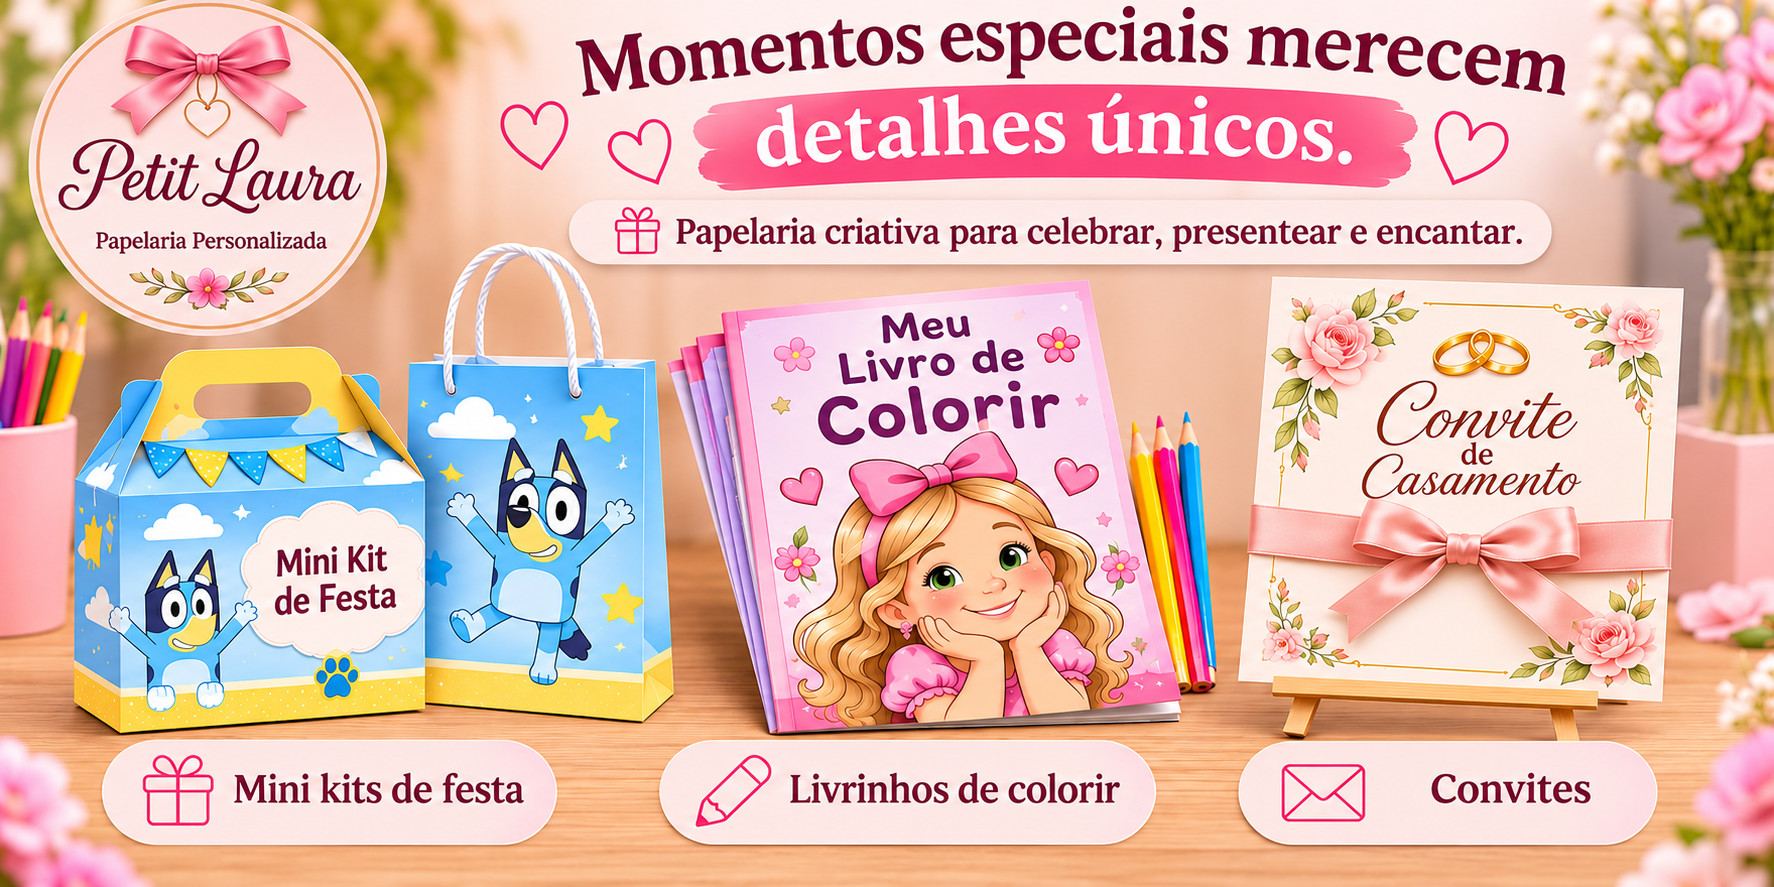 Petit Laura
Papelaria Personalizada
Momentos especiais merecem
detalhes únicos.
Papelaria criativa para celebrar, presentear e encantar.
Mini Kit
de Festa
Meu
Livro de
Colorir
Convite
de
Casamento
Mini kits de festa
Livrinhos de colorir
Convites